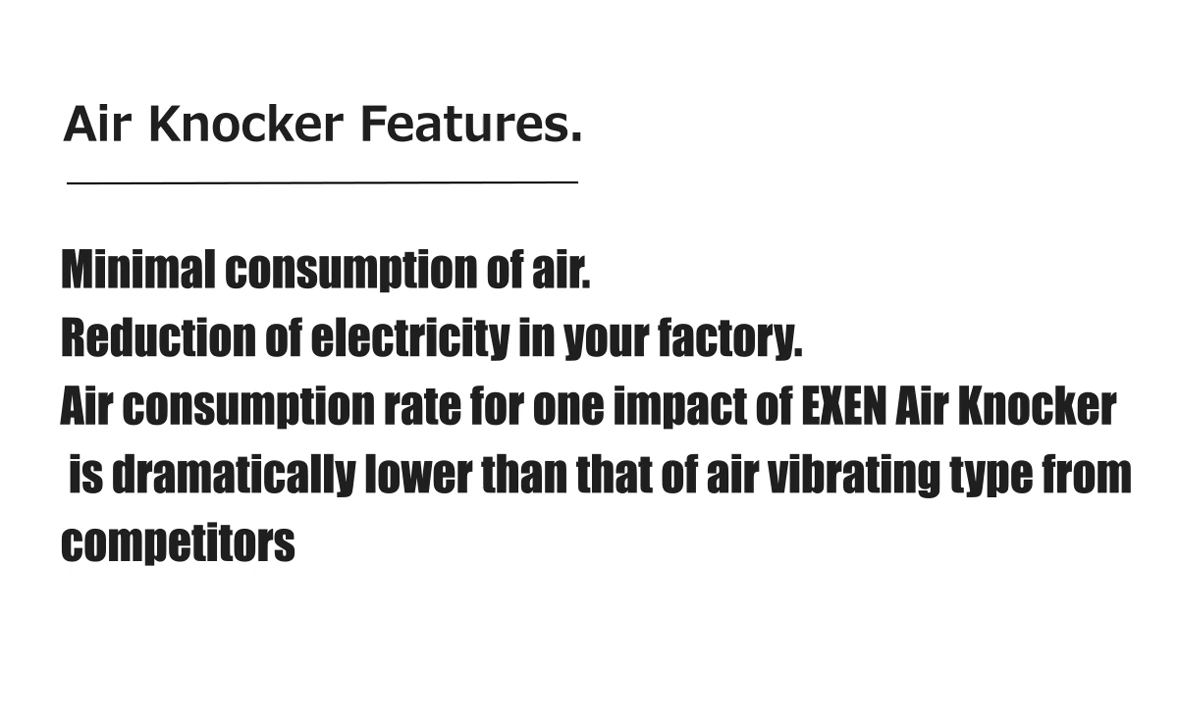 Air Knocker Features.
Minimal consumption of air.
Reduction of electricity in your factory.
Air consumption rate for one impact of EXEN Air Knocker
is dramatically lower than that of air vibrating type from
competitors